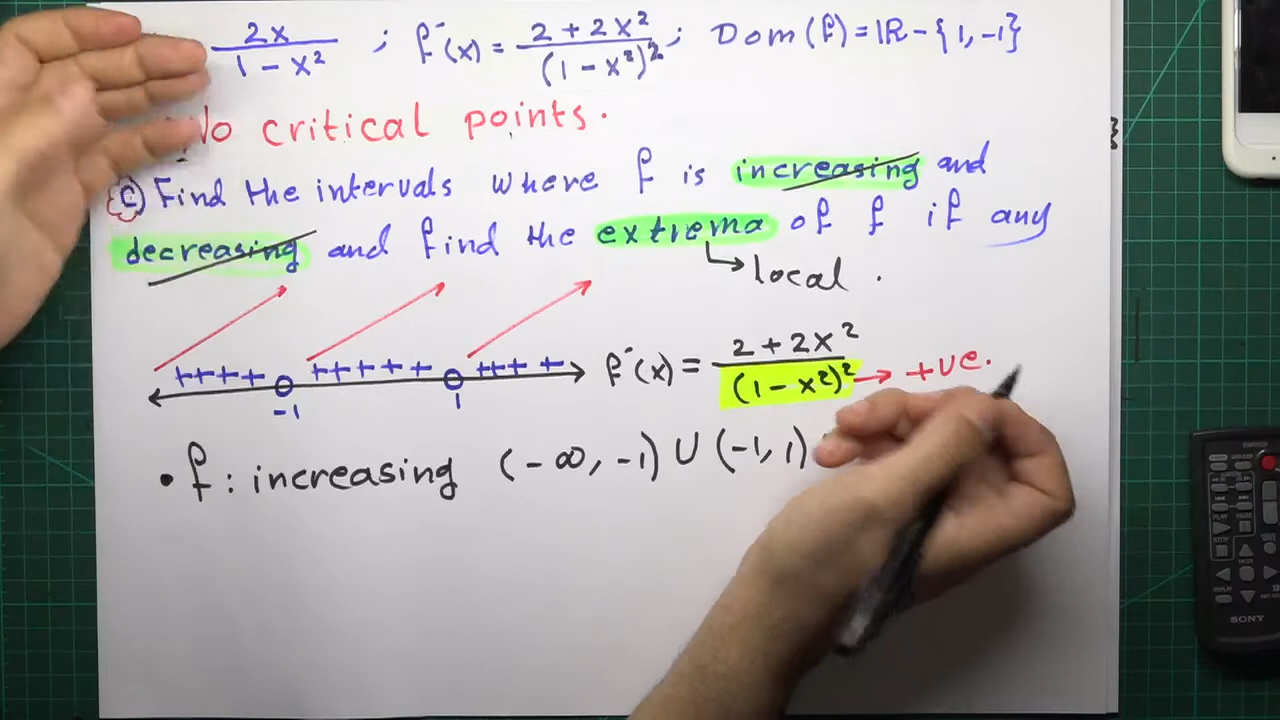 2x / 1 - x² ; f'(x) = 2 + 2x² / (1 - x²)² ; Dom(f) = IR - {1, -1}
No critical points.
(c) Find the intervals where f is increasing and
decreasing and find the extrema of f if any
local.
++++ +++++ +++ +
-1 1
f'(x) = 2 + 2x² / (1 - x²)² → +ve.
• f : increasing (-∞, -1) ∪ (-1, 1)
SONY